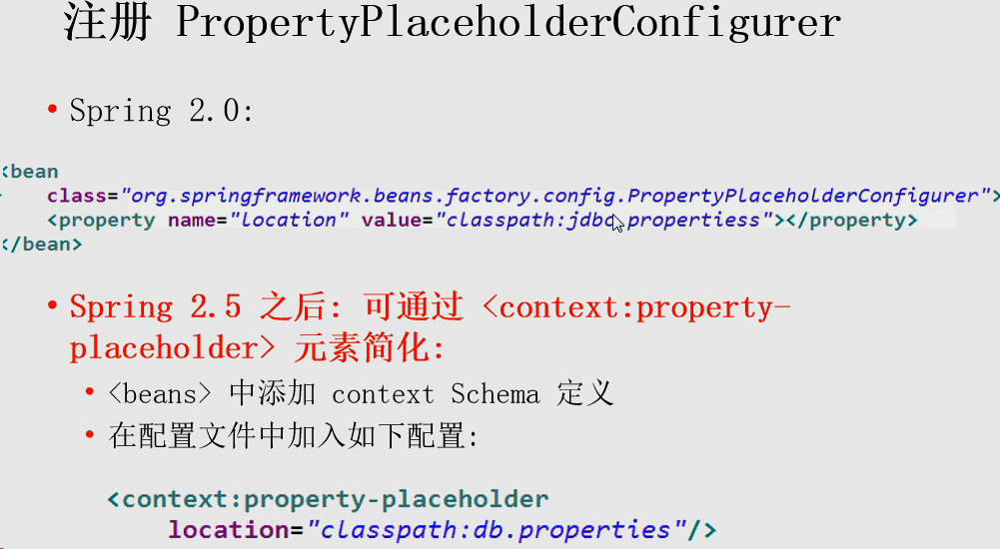 注册 PropertyPlaceholderConfigurer
• Spring 2.0:
<bean
class="org.springframework.beans.factory.config.PropertyPlaceholderConfigurer">
<property name="location" value="classpath:jdbc.propertiess"></property>
</bean>
• Spring 2.5 之后: 可通过 <context:property-
placeholder> 元素简化:
• <beans> 中添加 context Schema 定义
• 在配置文件中加入如下配置:
<context:property-placeholder
location="classpath:db.properties"/>